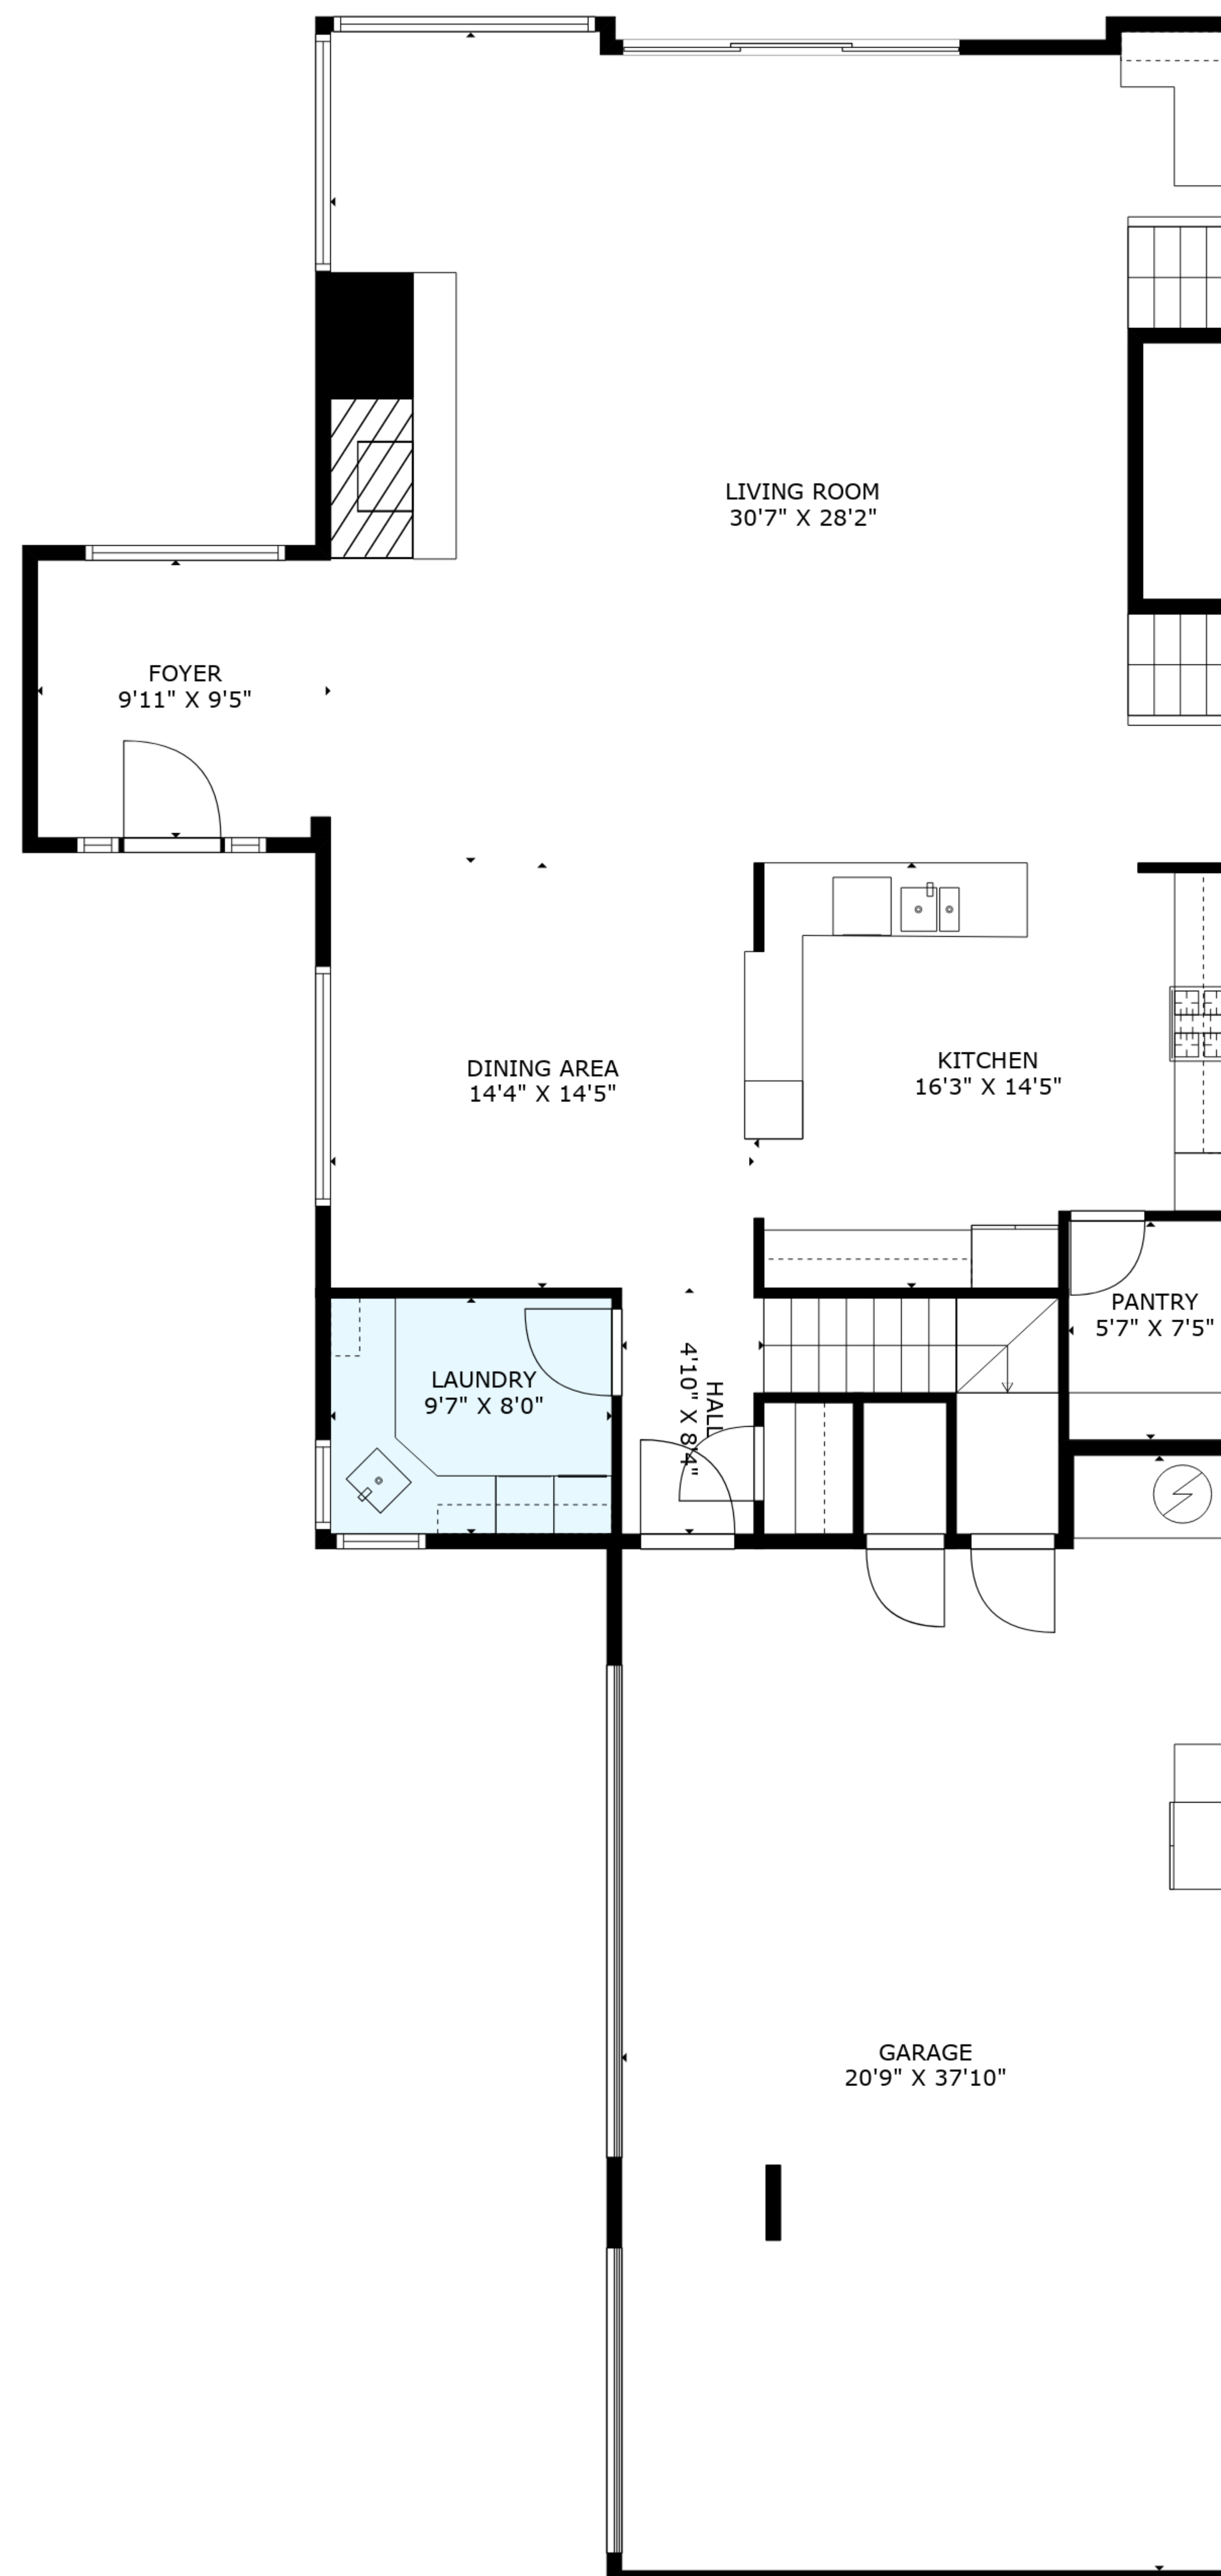 LIVING ROOM
30'7" X 28'2"
FOYER
9'11" X 9'5"
DINING AREA
14'4" X 14'5"
KITCHEN
16'3" X 14'5"
PANTRY
5'7" X 7'5"
LAUNDRY
9'7" X 8'0"
HALL
4'10" X 8'4"
GARAGE
20'9" X 37'10"